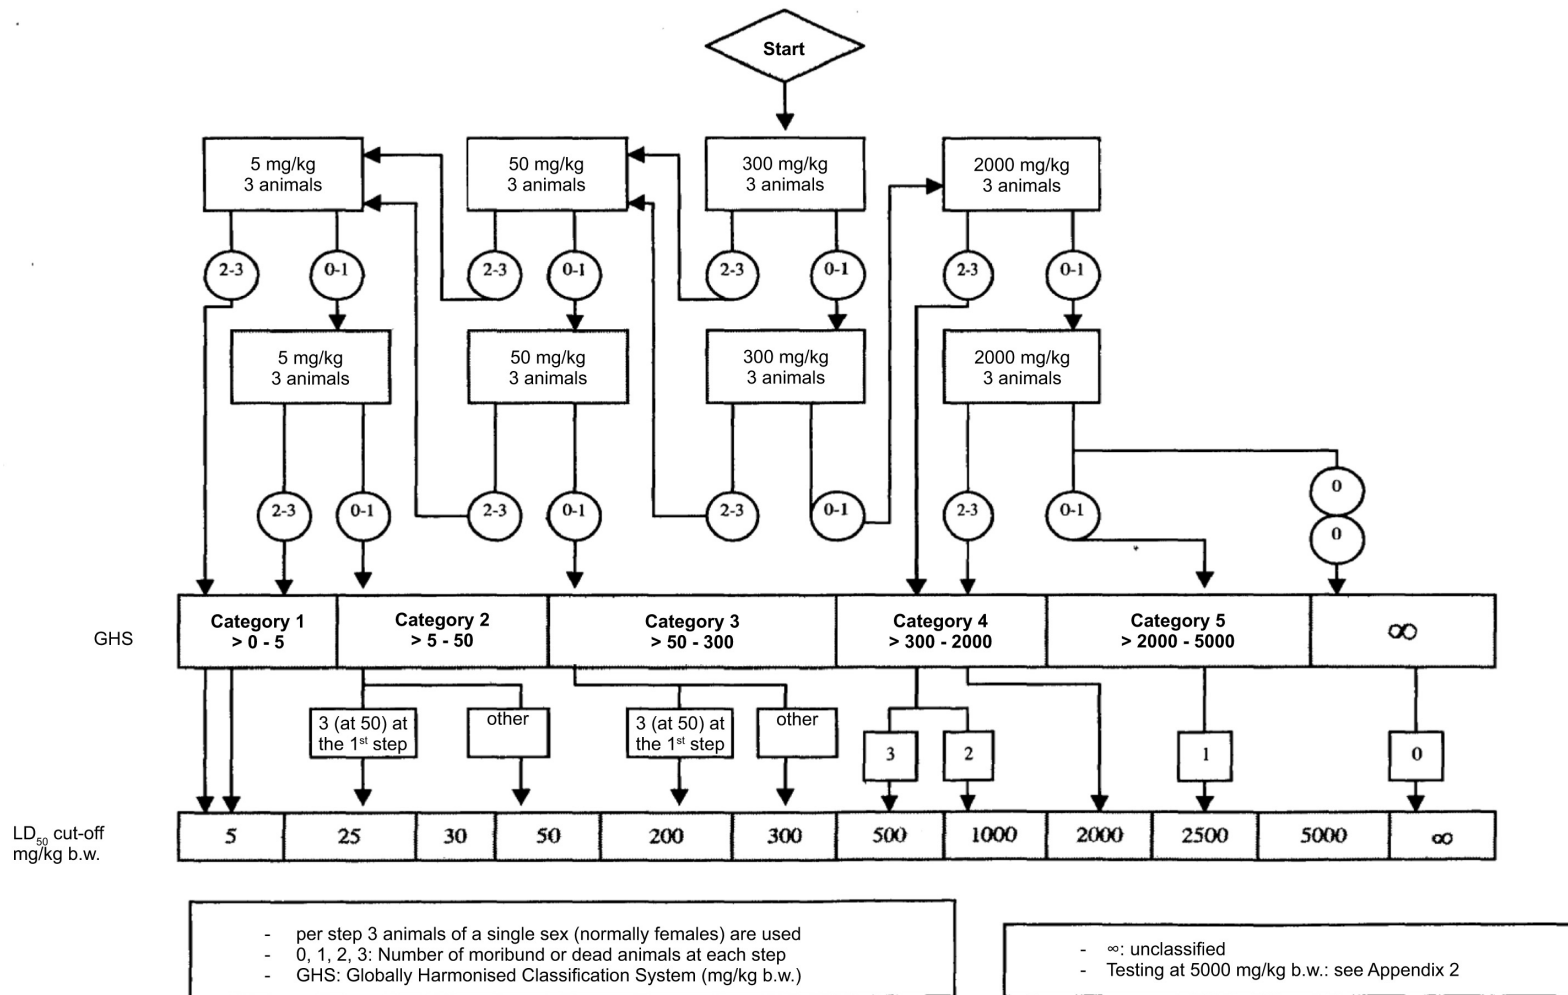 Start
5 mg/kg
3 animals
50 mg/kg
3 animals
300 mg/kg
3 animals
2000 mg/kg
3 animals
2-3
0-1
2-3
0-1
2-3
0-1
2-3
0-1
5 mg/kg
3 animals
50 mg/kg
3 animals
300 mg/kg
3 animals
2000 mg/kg
3 animals
2-3
0-1
2-3
0-1
2-3
0-1
2-3
0-1
0
0
GHS
Category 1
> 0 - 5
Category 2
> 5 - 50
Category 3
> 50 - 300
Category 4
> 300 - 2000
Category 5
> 2000 - 5000
∞
3 (at 50) at
the 1st step
other
3 (at 50) at
the 1st step
other
3
2
1
0
LD50 cut-off
mg/kg b.w.
5
25
30
50
200
300
500
1000
2000
2500
5000
∞
- per step 3 animals of a single sex (normally females) are used
- 0, 1, 2, 3: Number of moribund or dead animals at each step
- GHS: Globally Harmonised Classification System (mg/kg b.w.)
- ∞: unclassified
- Testing at 5000 mg/kg b.w.: see Appendix 2